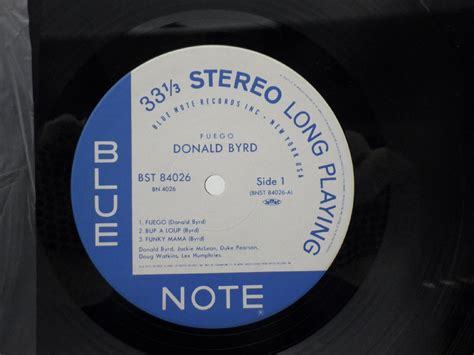 33 1/3 STEREO LONG PLAYING
BLUE NOTE RECORDS INC · NEW YORK USA
FUEGO
DONALD BYRD
BST 84026
BN 4026
Side 1
(BNST 84026-A)
1. FUEGO (Donald Byrd)
2. BUP A LOUP (Byrd)
3. FUNKY MAMA (Byrd)
Donald Byrd, Jackie McLean, Duke Pearson,
Doug Watkins, Lex Humphries.
BLUE
NOTE